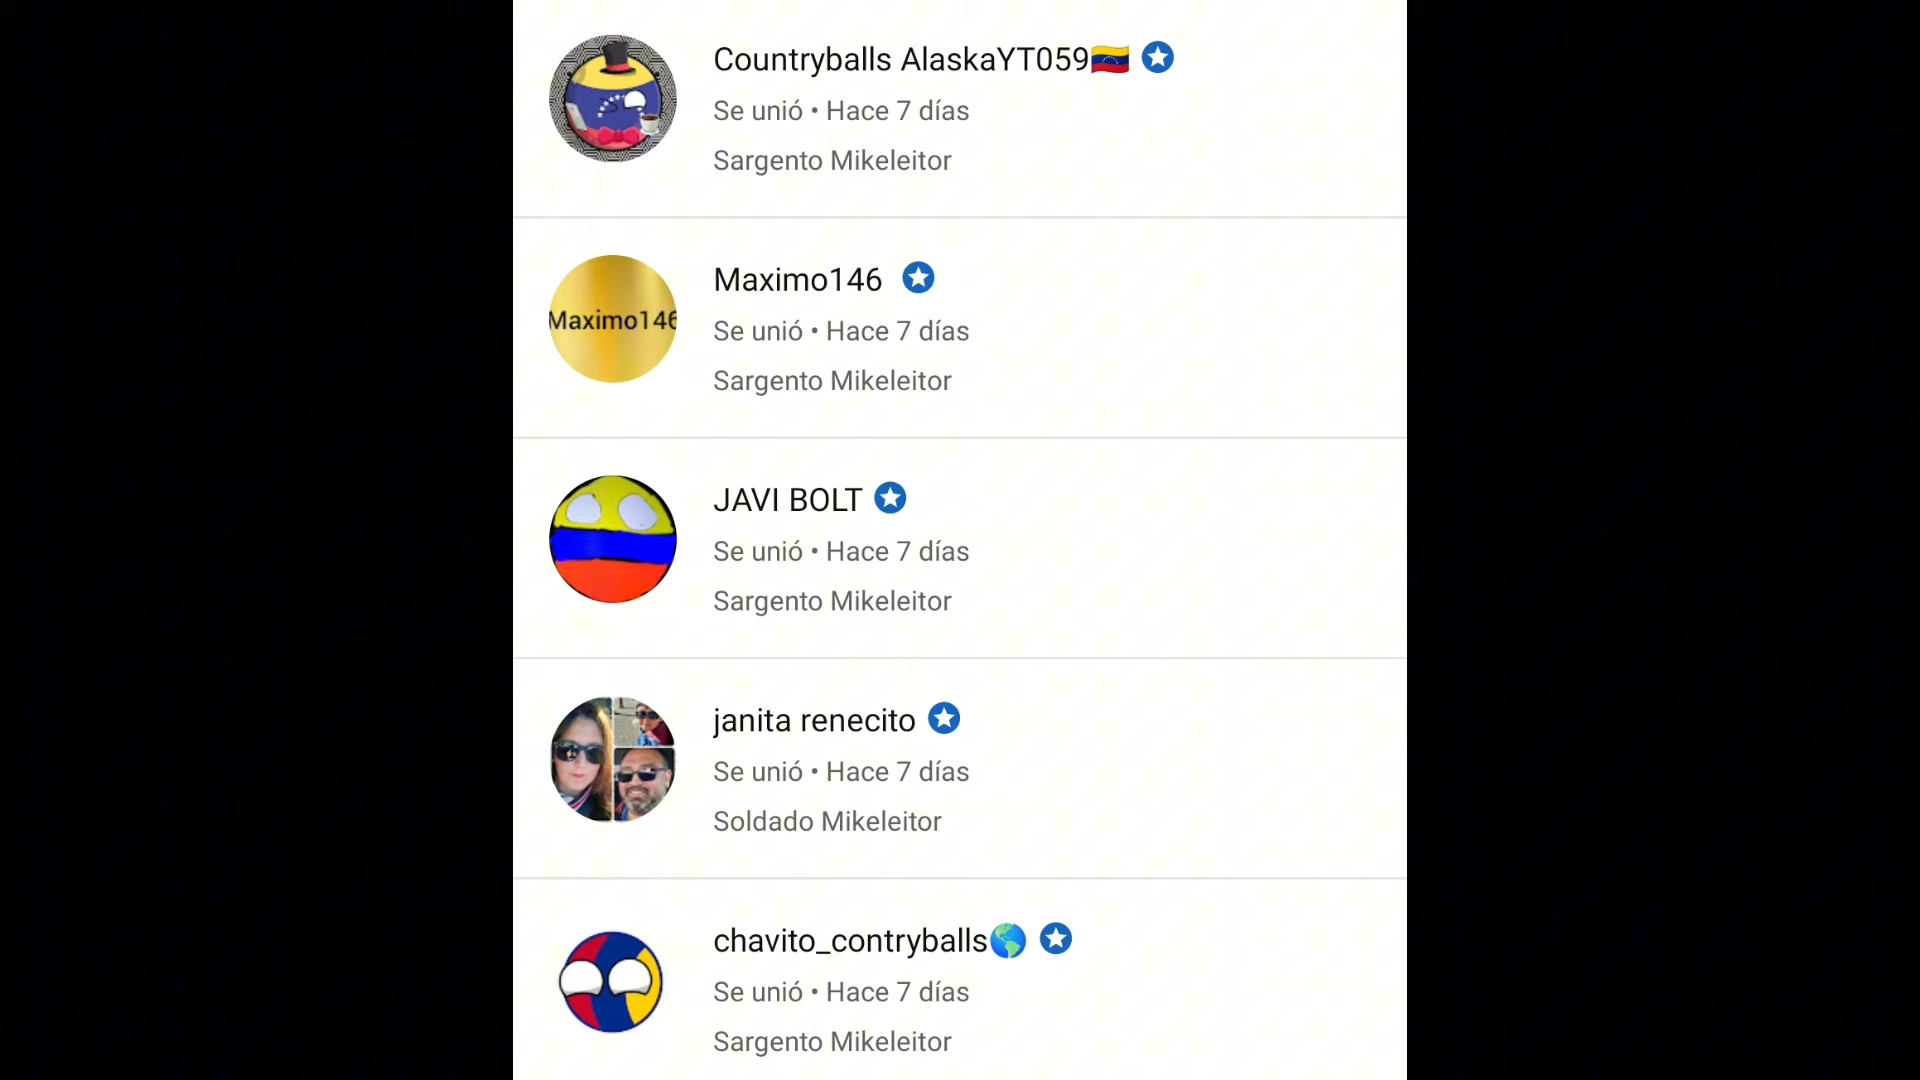 Countryballs AlaskaYT059🇻🇪
Se unió • Hace 7 días
Sargento Mikeleitor
Maximo146
Maximo146
Se unió • Hace 7 días
Sargento Mikeleitor
JAVI BOLT
Se unió • Hace 7 días
Sargento Mikeleitor
janita renecito
Se unió • Hace 7 días
Soldado Mikeleitor
chavito_contryballs🌎
Se unió • Hace 7 días
Sargento Mikeleitor